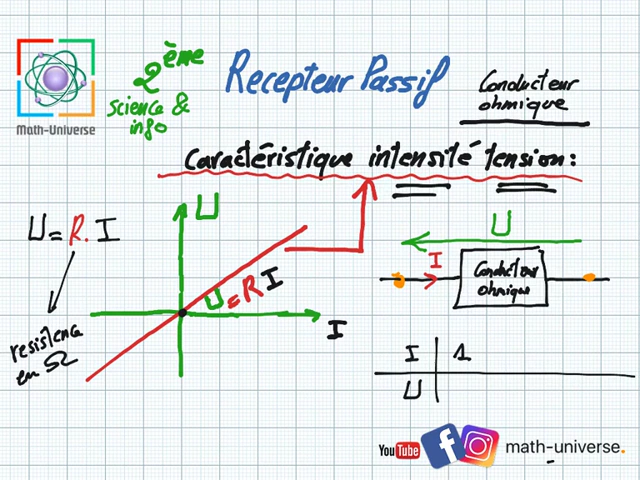 2ème
science &
info
Recepteur Passif
Conducteur
ohmique
Math-Universe
Caractéristique intensité tension:
U
U = R. I
U = R I
I
resistence
en Ω
U
I
Conducteur
ohmique
I 1
U
YouTube
math-universe.